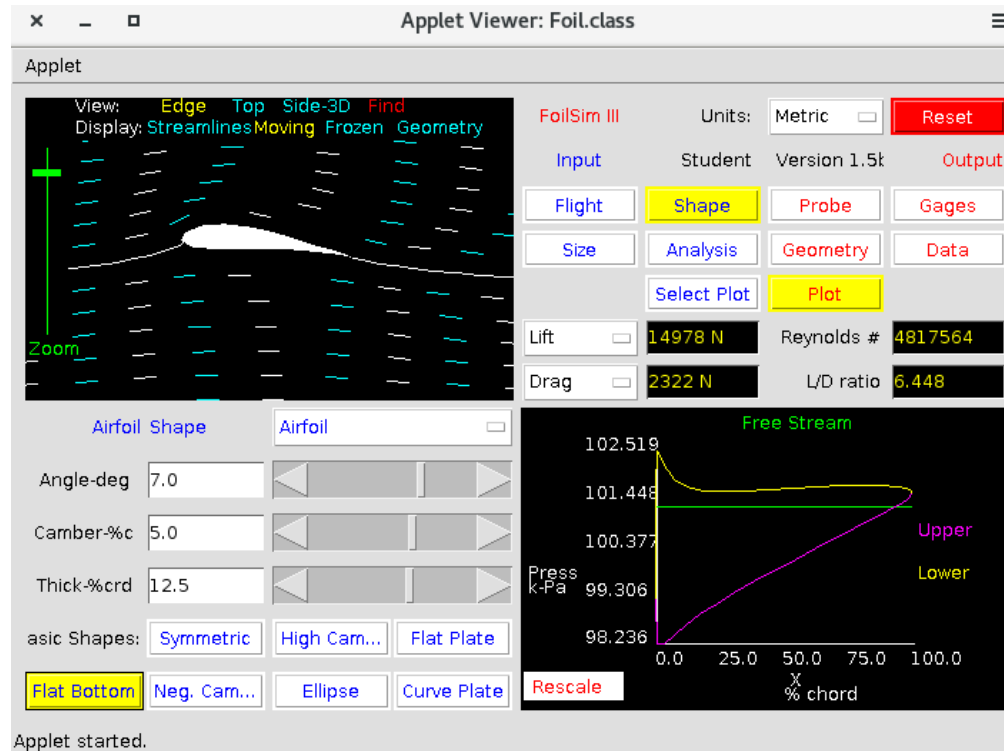 Applet Viewer: Foil.class
Applet
View: Edge Top Side-3D Find
Display: Streamlines Moving Frozen Geometry
Zoom
FoilSim III Units: Metric Reset
Input Student Version 1.5 Output
Flight Shape Probe Gages
Size Analysis Geometry Data
Select Plot Plot
Lift 14978 N Reynolds # 4817564
Drag 2322 N L/D ratio 6.448
Airfoil Shape Airfoil
Angle-deg 7.0
Camber-%c 5.0
Thick-%crd 12.5
asic Shapes: Symmetric High Cam... Flat Plate
Flat Bottom Neg. Cam... Ellipse Curve Plate
Free Stream
102.519
101.448
100.377
99.306
98.236
Press
k-Pa
Upper
Lower
0.0 25.0 50.0 75.0 100.0
X
% chord
Rescale
Applet started.